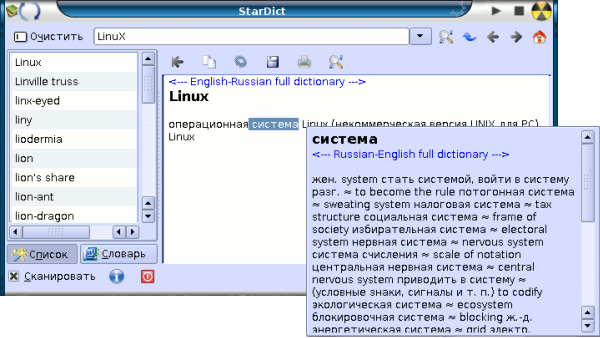 StarDict
Очистить
LinuX
Linux
Linville truss
linx-eyed
liny
liodermia
lion
lion's share
lion-ant
lion-dragon
Список
Словарь
Сканировать
<--- English-Russian full dictionary --->
Linux
операционная система Linux (некоммерческая версия UNIX для PC)
Linux
система
<--- Russian-English full dictionary --->
жен. system стать системой, войти в систему
разг. ≈ to become the rule потогонная система
≈ sweating system налоговая система ≈ tax
structure социальная система ≈ frame of
society избирательная система ≈ electoral
system нервная система ≈ nervous system
система счисления ≈ scale of notation
центральная нервная система ≈ central
nervous system приводить в систему ≈
(условные знаки, сигналы и т. п.) to codify
экологическая система ≈ ecosystem
блокировочная система ≈ blocking ж.-д.
энергетическая система ≈ grid электр.